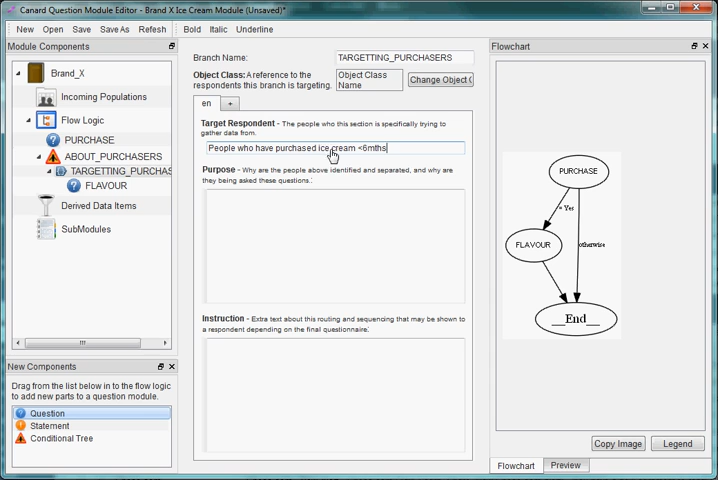 Canard Question Module Editor - Brand X Ice Cream Module (Unsaved)*
New Open Save Save As Refresh Bold Italic Underline
Module Components
Brand_X
Incoming Populations
Flow Logic
PURCHASE
ABOUT_PURCHASERS
TARGETTING_PURCHAS
FLAVOUR
Derived Data Items
SubModules
New Components
Drag from the list below in to the flow logic
to add new parts to a question module.
Question
Statement
Conditional Tree
Branch Name: TARGETTING_PURCHASERS
Object Class: A reference to the
respondents this branch is targeting.
Object Class
Name
Change Object C
en +
Target Respondent - The people who this section is specifically trying to
gather data from.
People who have purchased ice cream <6mths
Purpose - Why are the people above identified and separated, and why are
they being asked these questions.:
Instruction - Extra text about this routing and sequencing that may be shown to
a respondent depending on the final questionnaire:
Flowchart
PURCHASE
= Yes
FLAVOUR
otherwise
__End__
Copy Image Legend
Flowchart Preview